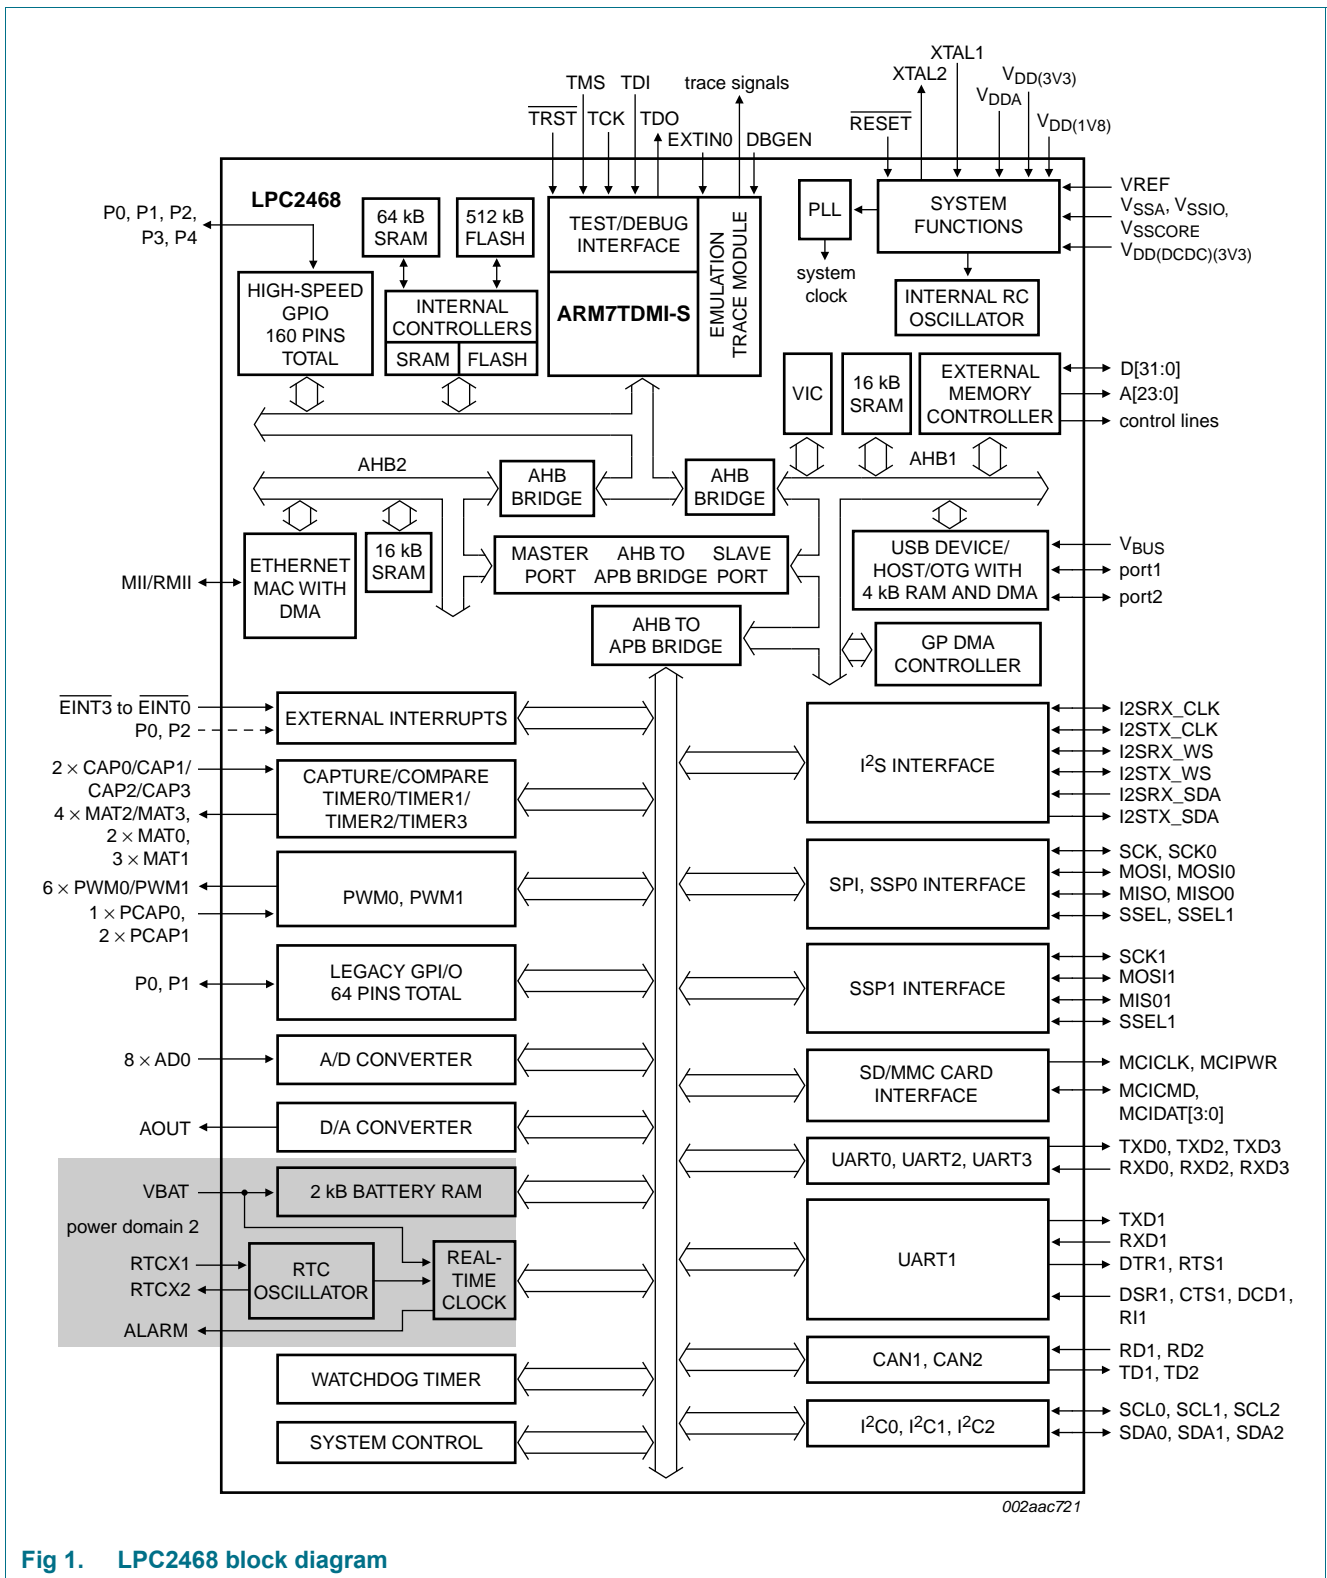 XTAL1
XTAL2
VDD(3V3)
VDDA
VDD(1V8)
RESET
TMS
TDI
trace signals
TRST
TCK
TDO
EXTIN0
DBGEN
LPC2468
P0, P1, P2,
P3, P4
64 kB
SRAM
512 kB
FLASH
TEST/DEBUG
INTERFACE
EMULATION
TRACE MODULE
ARM7TDMI-S
PLL
system
clock
SYSTEM
FUNCTIONS
VREF
VSSA, VSSIO,
VSSCORE
VDD(DCDC)(3V3)
INTERNAL RC
OSCILLATOR
HIGH-SPEED
GPIO
160 PINS
TOTAL
INTERNAL
CONTROLLERS
SRAM
FLASH
VIC
16 kB
SRAM
EXTERNAL
MEMORY
CONTROLLER
D[31:0]
A[23:0]
control lines
AHB2
AHB
BRIDGE
AHB
BRIDGE
AHB1
MII/RMII
ETHERNET
MAC WITH
DMA
16 kB
SRAM
MASTER
PORT
AHB TO
APB BRIDGE
SLAVE
PORT
USB DEVICE/
HOST/OTG WITH
4 kB RAM AND DMA
VBUS
port1
port2
AHB TO
APB BRIDGE
GP DMA
CONTROLLER
EINT3 to EINT0
P0, P2
EXTERNAL INTERRUPTS
2 × CAP0/CAP1/
CAP2/CAP3
4 × MAT2/MAT3,
2 × MAT0,
3 × MAT1
CAPTURE/COMPARE
TIMER0/TIMER1/
TIMER2/TIMER3
6 × PWM0/PWM1
1 × PCAP0,
2 × PCAP1
PWM0, PWM1
P0, P1
LEGACY GPI/O
64 PINS TOTAL
8 × AD0
A/D CONVERTER
AOUT
D/A CONVERTER
VBAT
2 kB BATTERY RAM
power domain 2
RTCX1
RTCX2
RTC
OSCILLATOR
REAL-
TIME
CLOCK
ALARM
WATCHDOG TIMER
SYSTEM CONTROL
I2S INTERFACE
I2SRX_CLK
I2STX_CLK
I2SRX_WS
I2STX_WS
I2SRX_SDA
I2STX_SDA
SPI, SSP0 INTERFACE
SCK, SCK0
MOSI, MOSI0
MISO, MISO0
SSEL, SSEL1
SSP1 INTERFACE
SCK1
MOSI1
MIS01
SSEL1
SD/MMC CARD
INTERFACE
MCICLK, MCIPWR
MCICMD,
MCIDAT[3:0]
UART0, UART2, UART3
TXD0, TXD2, TXD3
RXD0, RXD2, RXD3
UART1
TXD1
RXD1
DTR1, RTS1
DSR1, CTS1, DCD1,
RI1
CAN1, CAN2
RD1, RD2
TD1, TD2
I2C0, I2C1, I2C2
SCL0, SCL1, SCL2
SDA0, SDA1, SDA2
002aac721
Fig 1. LPC2468 block diagram